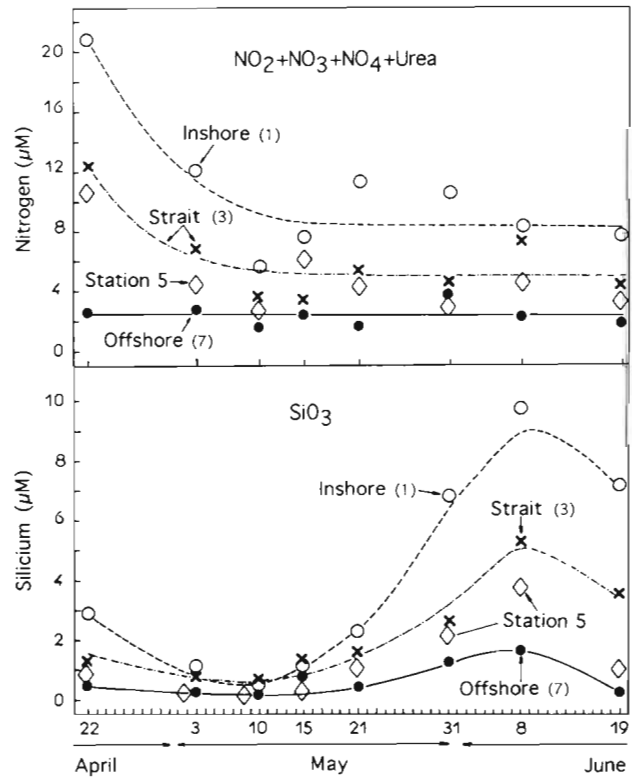 NO2+NO3+NO4+Urea
Nitrogen (µM)
20
16
12
8
4
0
Inshore (1)
Strait (3)
Station 5
Offshore (7)
SiO3
Silicium (µM)
10
8
6
4
2
0
Inshore (1)
Strait (3)
Station 5
Offshore (7)
22 3 10 15 21 31 8 19
April May June